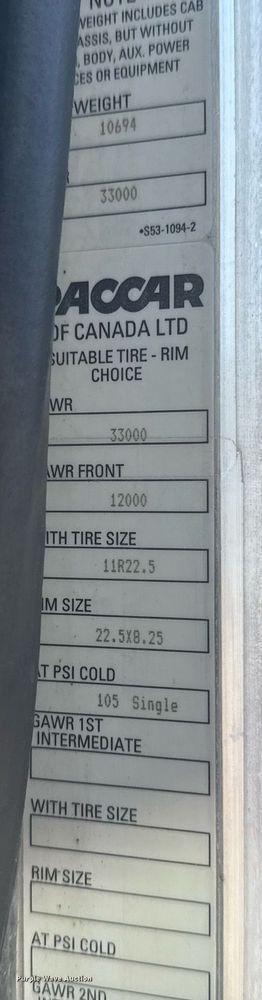 NOTE
WEIGHT INCLUDES CAB
ASSIS, BUT WITHOUT
, BODY, AUX. POWER
CES OR EQUIPMENT
WEIGHT
10694
R
33000
•S53-1094-2
PACCAR
OF CANADA LTD
SUITABLE TIRE - RIM
CHOICE
WR
33000
AWR FRONT
12000
ITH TIRE SIZE
11R22.5
IM SIZE
22.5X8.25
AT PSI COLD
105 Single
GAWR 1ST
INTERMEDIATE
WITH TIRE SIZE
RIM SIZE
AT PSI COLD
GAWR 2ND
Purple Wave Auction